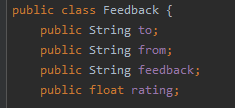 public class Feedback {
    public String to;
    public String from;
    public String feedback;
    public float rating;